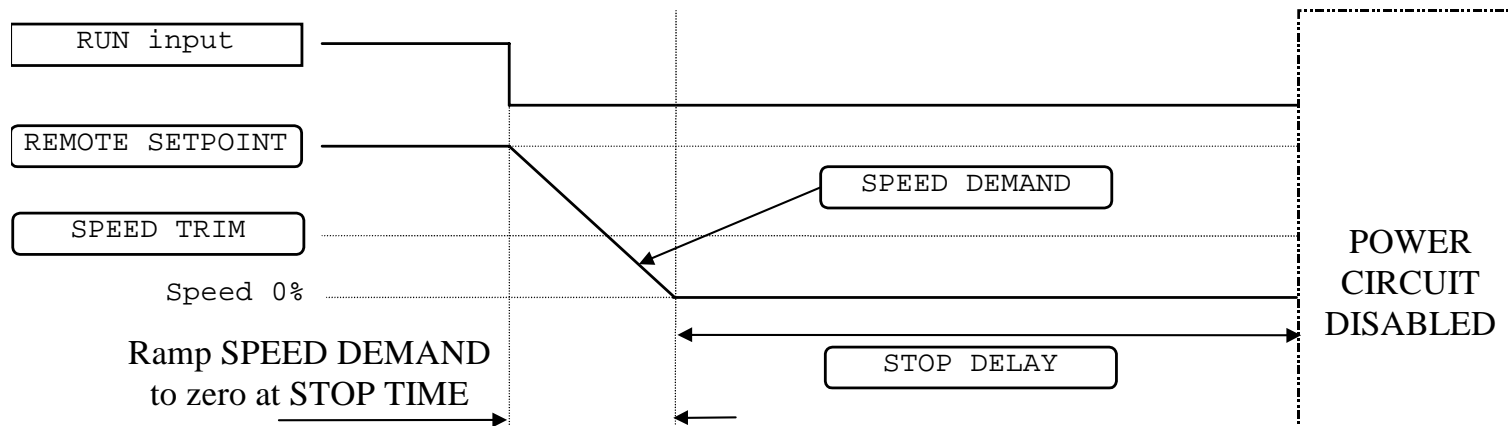 RUN input
REMOTE SETPOINT
SPEED DEMAND
SPEED TRIM
Speed 0%
POWER
CIRCUIT
DISABLED
Ramp SPEED DEMAND
to zero at STOP TIME
STOP DELAY